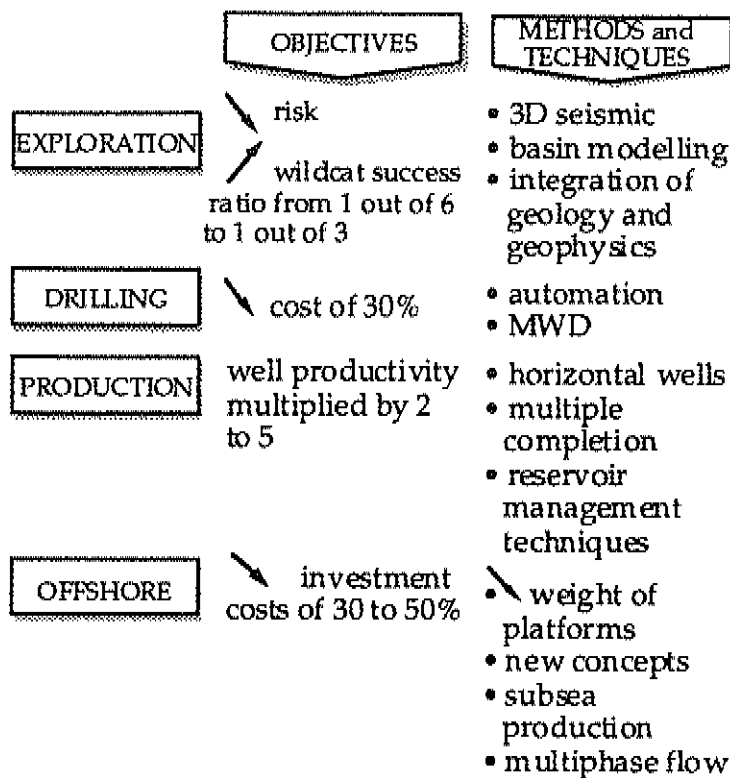 OBJECTIVES
METHODS and
TECHNIQUES
EXPLORATION
risk
wildcat success
ratio from 1 out of 6
to 1 out of 3
• 3D seismic
• basin modelling
• integration of
geology and
geophysics
DRILLING
cost of 30%
• automation
• MWD
PRODUCTION
well productivity
multiplied by 2
to 5
• horizontal wells
• multiple
completion
• reservoir
management
techniques
OFFSHORE
investment
costs of 30 to 50%
• weight of
platforms
• new concepts
• subsea
production
• multiphase flow